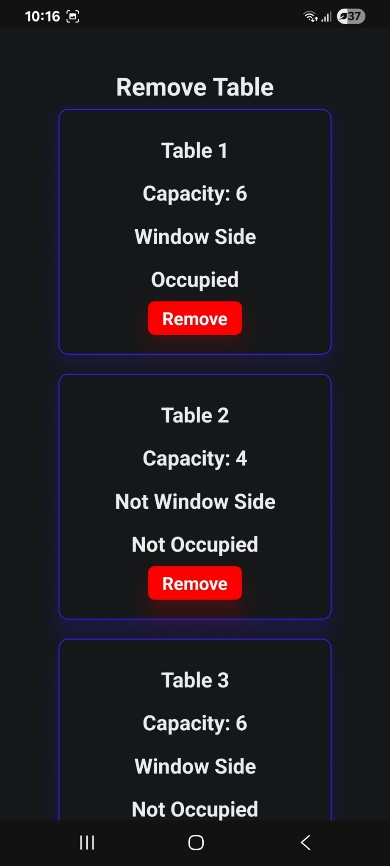 10:16
37
Remove Table
Table 1
Capacity: 6
Window Side
Occupied
Remove
Table 2
Capacity: 4
Not Window Side
Not Occupied
Remove
Table 3
Capacity: 6
Window Side
Not Occupied